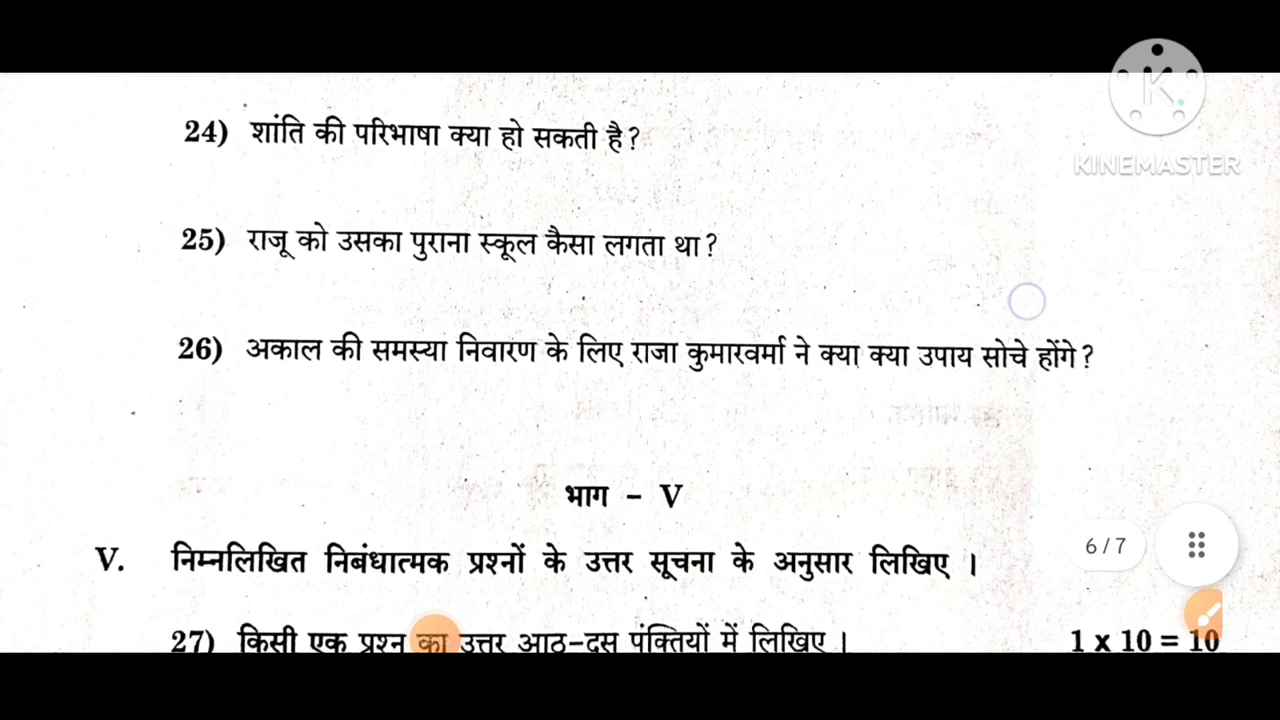 K
KINEMASTER
24) शांति की परिभाषा क्या हो सकती है?
25) राजू को उसका पुराना स्कूल कैसा लगता था?
26) अकाल की समस्या निवारण के लिए राजा कुमारवर्मा ने क्या क्या उपाय सोचे होंगे?
भाग - V
6/7
V. निम्नलिखित निबंधात्मक प्रश्नों के उत्तर सूचना के अनुसार लिखिए ।
27) किसी एक प्रश्न का उत्तर आठ-दस पंक्तियों में लिखिए । 1 x 10 = 10